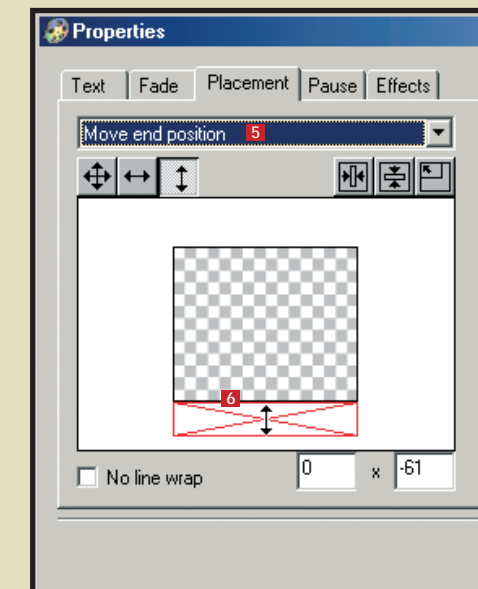 Properties
Text Fade Placement Pause Effects
Move end position 5
6
No line wrap 0 x -61